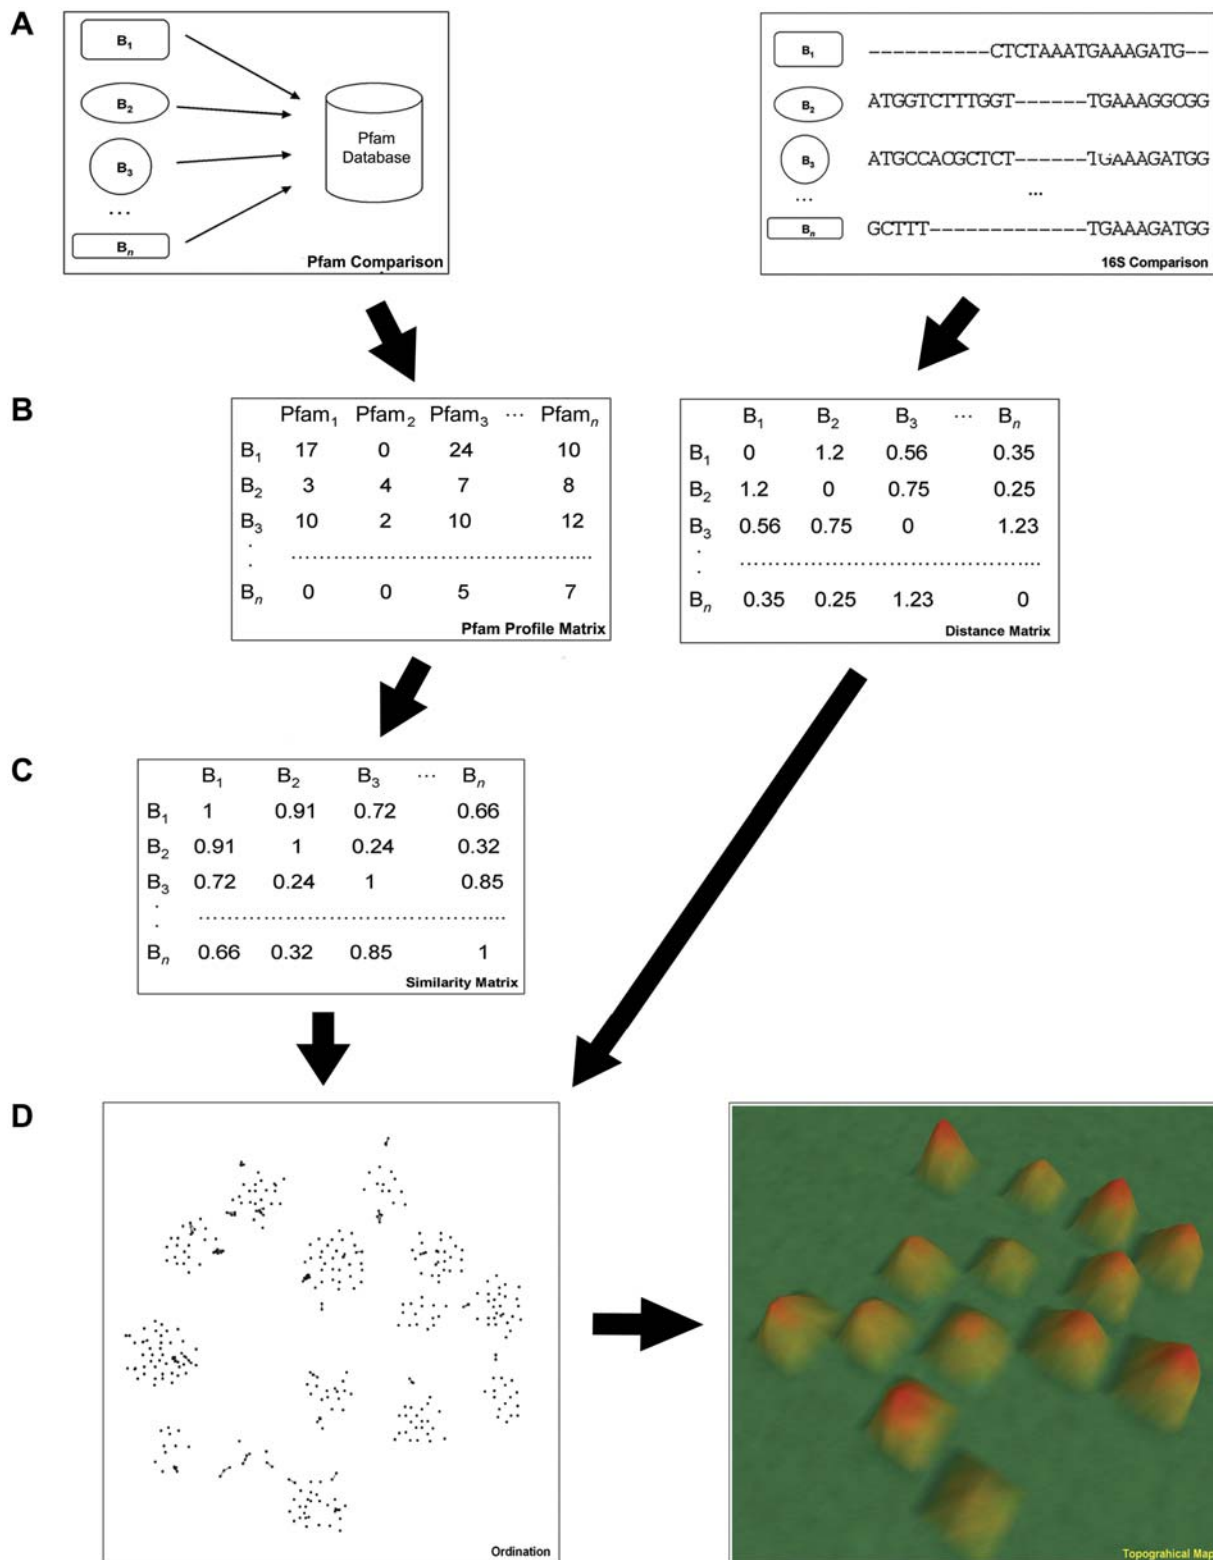 A
B1
B2
B3
...
Bn
Pfam
Database
Pfam Comparison
B1 ----------CTCTAAATGAAAGATG--
B2 ATGGTCTTTGGT------TGAAAGGCGG
B3 ATGCCACGCTCT------TGAAAGATGG
... ...
Bn GCTTT-------------TGAAAGATGG
16S Comparison
B
Pfam1 Pfam2 Pfam3 ... Pfamn
B1 17 0 24 10
B2 3 4 7 8
B3 10 2 10 12
Bn 0 0 5 7
Pfam Profile Matrix
B1 B2 B3 ... Bn
B1 0 1.2 0.56 0.35
B2 1.2 0 0.75 0.25
B3 0.56 0.75 0 1.23
Bn 0.35 0.25 1.23 0
Distance Matrix
C
B1 B2 B3 ... Bn
B1 1 0.91 0.72 0.66
B2 0.91 1 0.24 0.32
B3 0.72 0.24 1 0.85
Bn 0.66 0.32 0.85 1
Similarity Matrix
D
Ordination
Topograhical Map